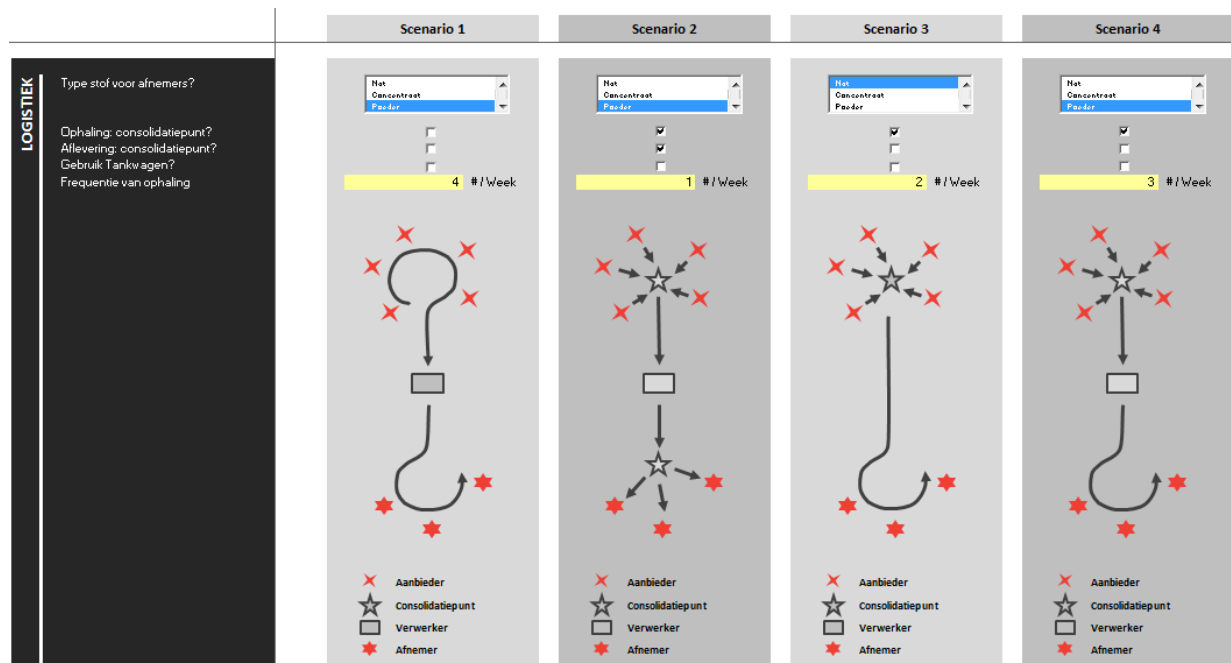 Scenario 1 Scenario 2 Scenario 3 Scenario 4
LOGISTIEK
Type stof voor afnemers?
Nat Nat Nat Nat
Concentraat Concentraat Concentraat Concentraat
Poeder Poeder Poeder Poeder
Ophaling: consolidatiepunt?
Aflevering: consolidatiepunt?
Gebruik Tankwagen?
Frequentie van ophaling 4 #/Week 1 #/Week 2 #/Week 3 #/Week
Aanbieder Aanbieder Aanbieder Aanbieder
Consolidatiepunt Consolidatiepunt Consolidatiepunt Consolidatiepunt
Verwerker Verwerker Verwerker Verwerker
Afnemer Afnemer Afnemer Afnemer